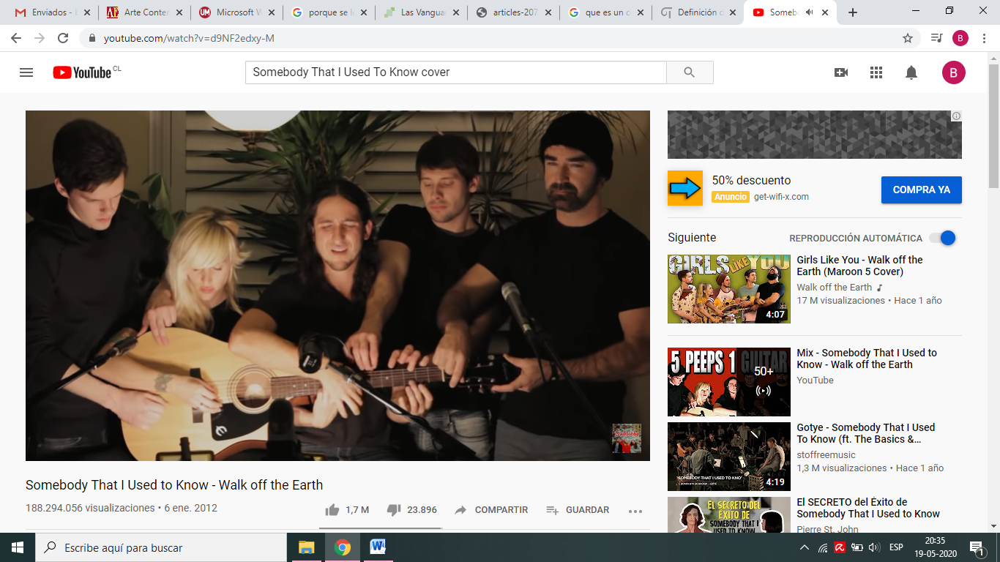 Enviados - L
Arte Conter
Microsoft W
porque se l
Las Vanguar
articles-207
que es un c
Definición d
Someb
youtube.com/watch?v=d9NF2edxy-M
B
YouTube CL
Somebody That I Used To Know cover
B
Subscribe
50% descuento
Anuncio get-wifi-x.com
COMPRA YA
Siguiente
REPRODUCCIÓN AUTOMÁTICA
GIRLS LIKE YOU
4:07
Girls Like You - Walk off the
Earth (Maroon 5 Cover)
Walk off the Earth
17 M visualizaciones • Hace 1 año
5 PEEPS 1 GUITAR
50+
Mix - Somebody That I Used to
Know - Walk off the Earth
YouTube
'SOMEBODY THAT I USED TO KNO'
4:19
Gotye - Somebody That I Used
To Know (ft. The Basics &...
stoffreemusic
1,3 M visualizaciones • Hace 1 año
EL SECRETO DEL
ÉXITO DE
SOMEBODY THAT I
USED TO KNOW
El SECRETO del Éxito de
Somebody That I Used to Know
Pierre St. John
Somebody That I Used to Know - Walk off the Earth
188.294.056 visualizaciones • 6 ene. 2012
1,7 M
23.896
COMPARTIR
GUARDAR
Escribe aquí para buscar
ESP
20:35
19-05-2020
1